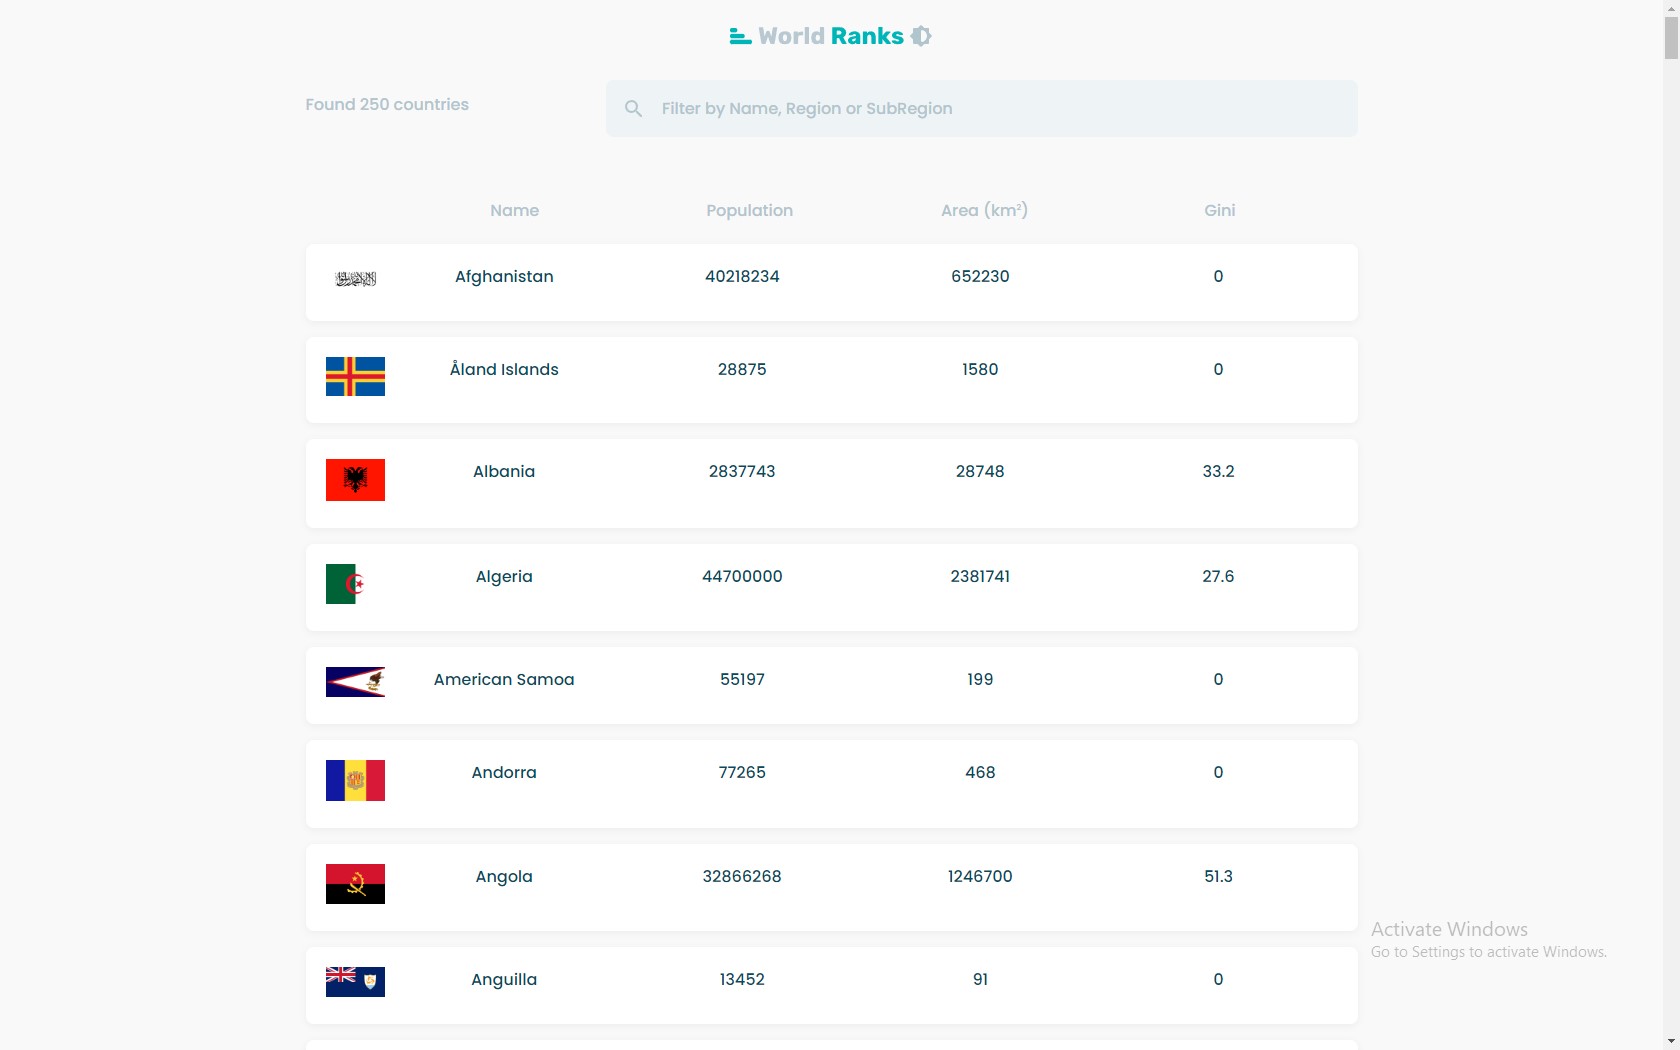 World Ranks
Found 250 countries
Filter by Name, Region or SubRegion
Name Population Area (km²) Gini
Afghanistan 40218234 652230 0
Åland Islands 28875 1580 0
Albania 2837743 28748 33.2
Algeria 44700000 2381741 27.6
American Samoa 55197 199 0
Andorra 77265 468 0
Angola 32866268 1246700 51.3
Anguilla 13452 91 0
Activate Windows
Go to Settings to activate Windows.